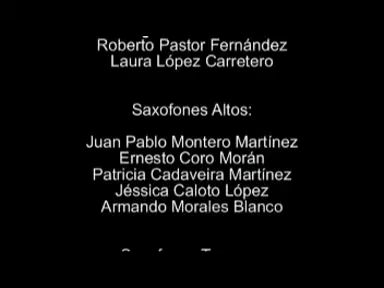 Roberto Pastor Fernández
Laura López Carretero
Saxofones Altos:
Juan Pablo Montero Martínez
Ernesto Coro Morán
Patricia Cadaveira Martínez
Jéssica Caloto López
Armando Morales Blanco